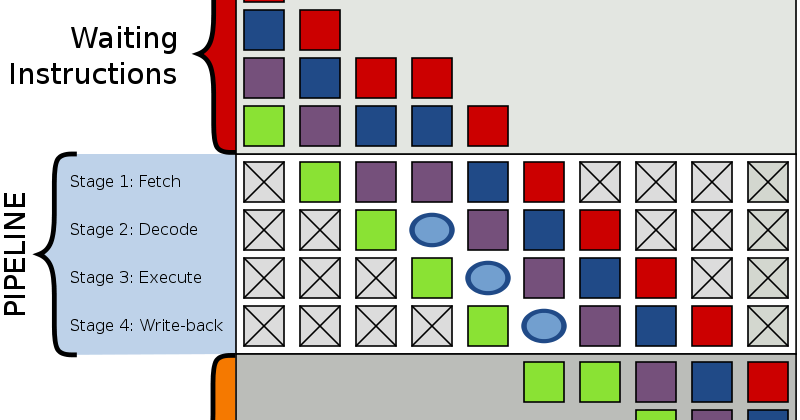 Waiting
Instructions
PIPELINE
Stage 1: Fetch
Stage 2: Decode
Stage 3: Execute
Stage 4: Write-back